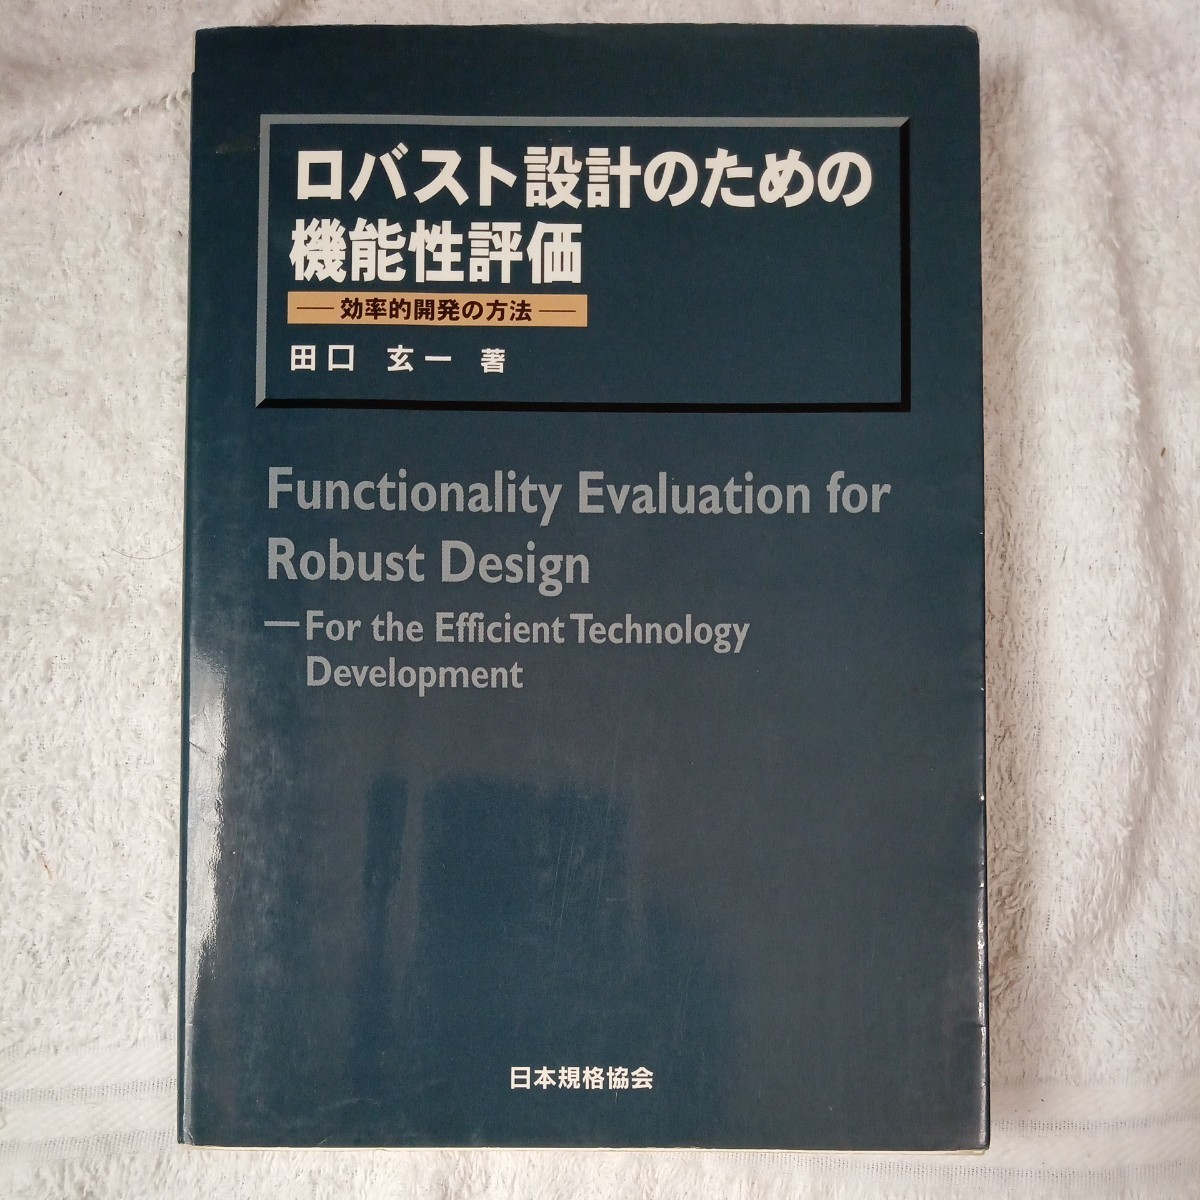 ロバスト設計のための
機能性評価
── 効率的開発の方法 ──
田口 玄一 著
Functionality Evaluation for
Robust Design
—For the Efficient Technology
Development
日本規格協会